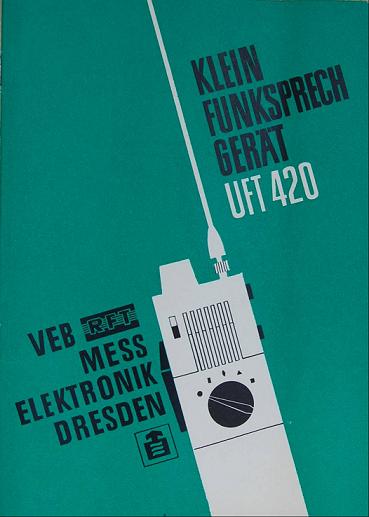 KLEIN
FUNKSPRECH
GERÄT
UFT 420
VEB RFT
MESS
ELEKTRONIK
DRESDEN